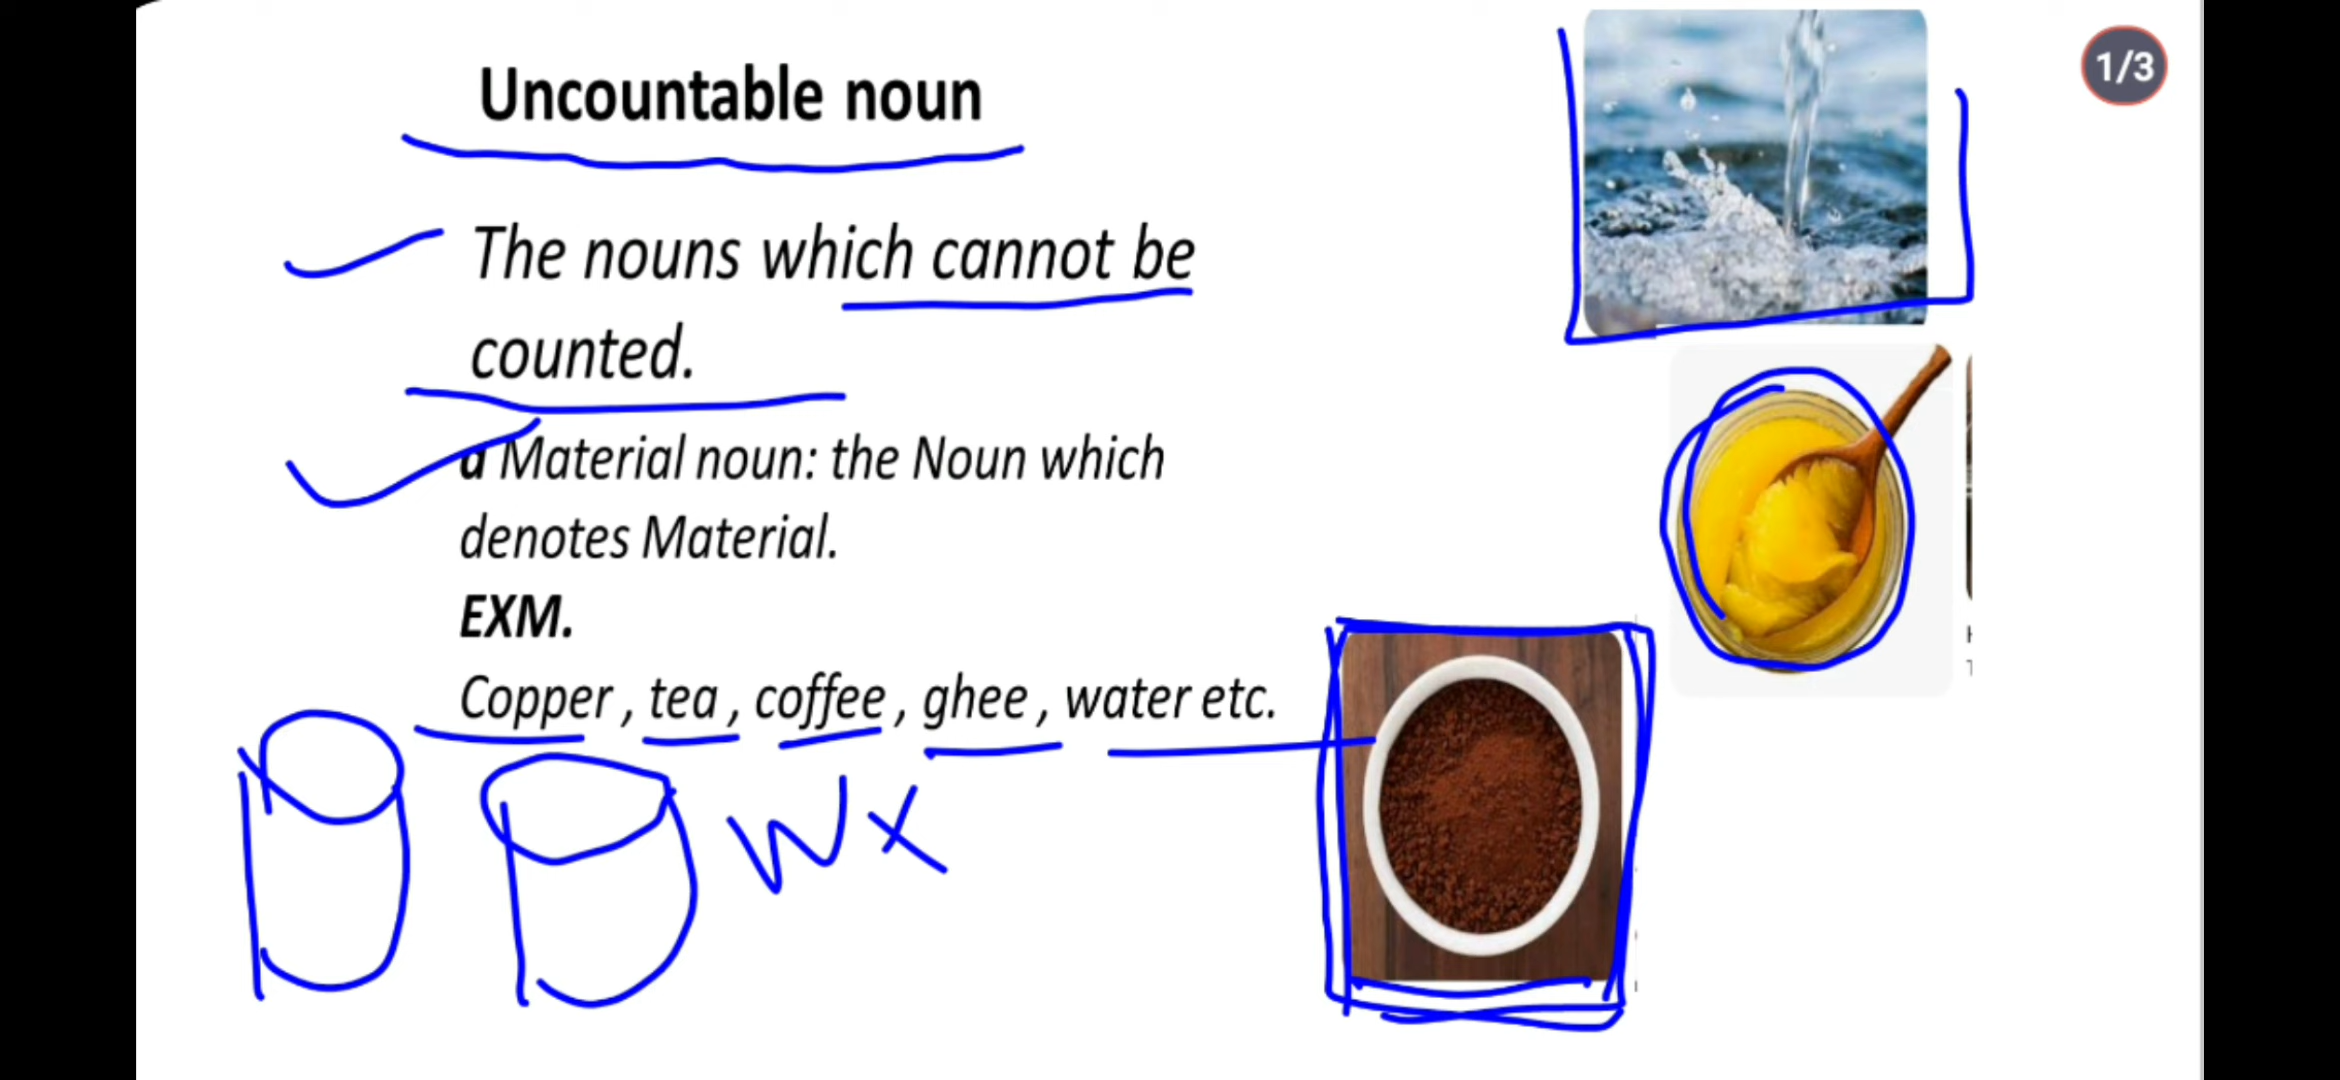 1/3
Uncountable noun
The nouns which cannot be
counted.
a Material noun: the Noun which
denotes Material.
EXM.
Copper , tea , coffee , ghee , water etc.
W X